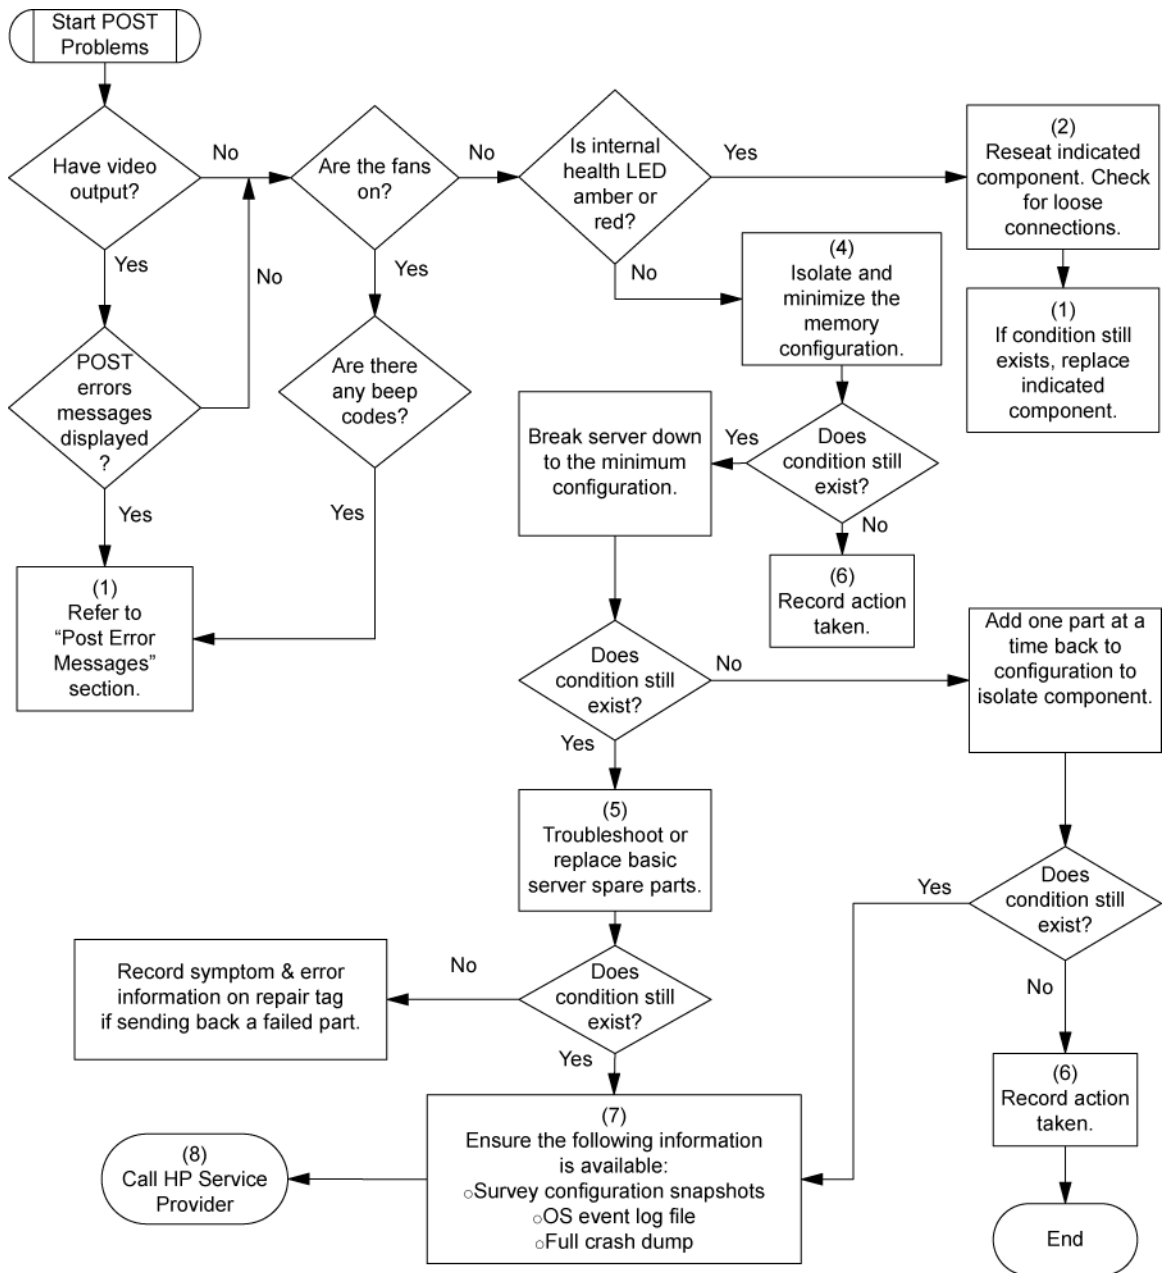 Start POST
Problems
Have video
output?
No
Are the fans
on?
No
Is internal
health LED
amber or
red?
Yes
(2)
Reseat indicated
component. Check
for loose
connections.
Yes
No
Yes
No
(4)
Isolate and
minimize the
memory
configuration.
(1)
If condition still
exists, replace
indicated
component.
POST
errors
messages
displayed
?
Are there
any beep
codes?
Break server down
to the minimum
configuration.
Yes
Does
condition still
exist?
Yes
Yes
No
(1)
Refer to
“Post Error
Messages”
section.
(6)
Record action
taken.
Does
condition still
exist?
No
Add one part at a
time back to
configuration to
isolate component.
Yes
(5)
Troubleshoot or
replace basic
server spare parts.
Yes
Does
condition still
exist?
Record symptom & error
information on repair tag
if sending back a failed part.
No
Does
condition still
exist?
No
Yes
(6)
Record action
taken.
(7)
Ensure the following information
is available:
○Survey configuration snapshots
○OS event log file
○Full crash dump
(8)
Call HP Service
Provider
End